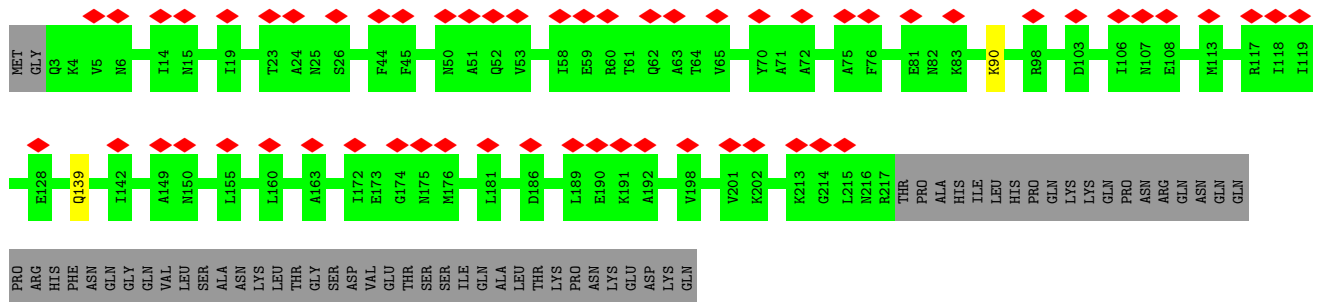 MET GLY Q3 K4 V5 N6 I14 N15 I19 T23 A24 N25 S26 F44 F45 N50 A51 Q52 V53 I58 E59 R60 T61 Q62 A63 T64 V65 Y70 A71 A72 A75 F76 E81 N82 K83 K90 R98 D103 I106 N107 E108 M113 R117 I118 I119
E128 Q139 I142 A149 N150 L155 L160 A163 I172 E173 G174 N175 M176 L181 D186 L189 E190 K191 A192 V198 V201 K202 K213 G214 L215 N216 R217 THR PRO ALA HIS ILE LEU HIS PRO GLN LYS LYS GLN PRO ASN ARG GLN ASN GLN GLN
PRO ARG HIS PHE ASN GLN GLY GLN VAL LEU SER ALA ASN LYS LEU THR GLY SER ASP VAL GLU THR SER SER ILE GLN ALA LEU THR LYS PRO ASN LYS GLU ASP LYS GLN